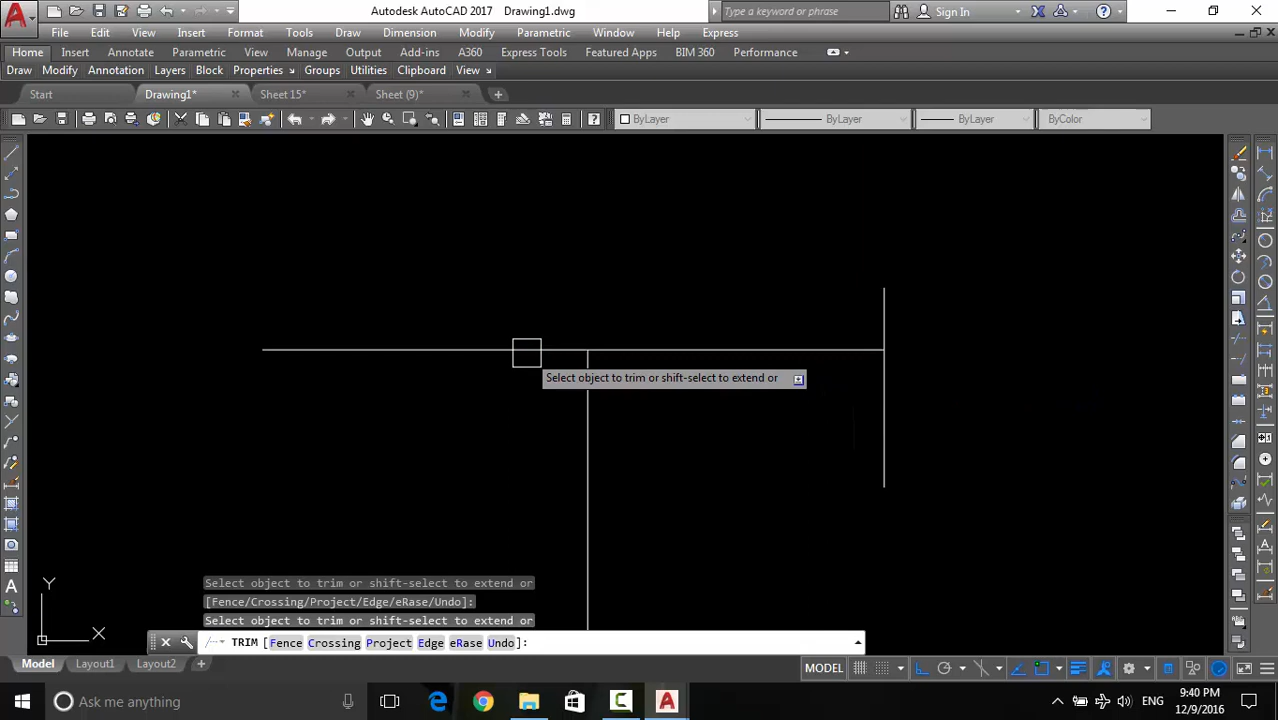 Autodesk AutoCAD 2017 Drawing1.dwg
Type a keyword or phrase
Sign In
File Edit View Insert Format Tools Draw Dimension Modify Parametric Window Help Express
Home Insert Annotate Parametric View Manage Output Add-ins A360 Express Tools Featured Apps BIM 360 Performance
Draw Modify Annotation Layers Block Properties Groups Utilities Clipboard View
Start Drawing1* Sheet 15* Sheet (9)*
ByLayer ByLayer ByLayer ByColor
Select object to trim or shift-select to extend or
Select object to trim or shift-select to extend or
[Fence/Crossing/Project/Edge/eRase/Undo]:
Select object to trim or shift-select to extend or
TRIM [Fence Crossing Project Edge eRase Undo]:
Y
X
Model Layout1 Layout2
MODEL
Ask me anything
ENG
9:40 PM
12/9/2016